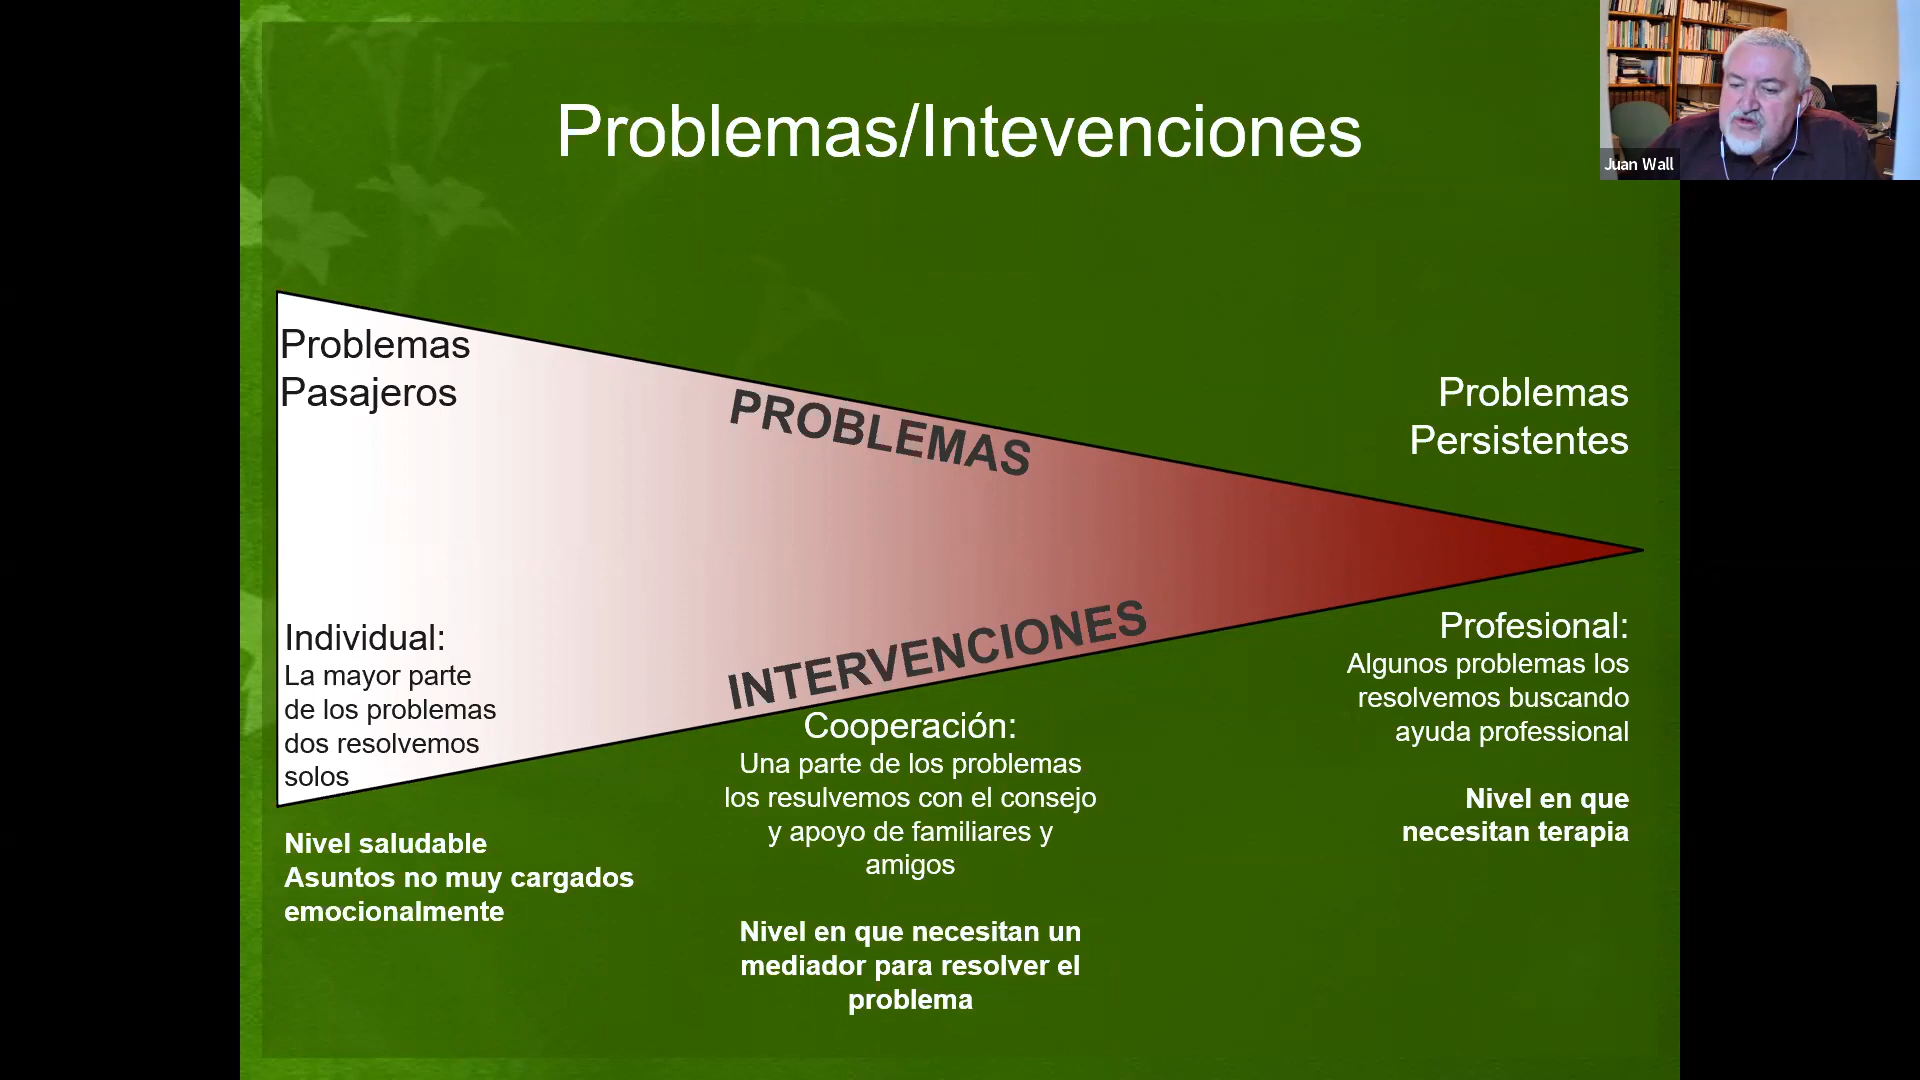 Problemas/Intevenciones
Juan Wall
Problemas
Pasajeros
PROBLEMAS
Problemas
Persistentes
INTERVENCIONES
Individual:
La mayor parte
de los problemas
dos resolvemos
solos
Nivel saludable
Asuntos no muy cargados
emocionalmente
Cooperación:
Una parte de los problemas
los resulvemos con el consejo
y apoyo de familiares y
amigos
Nivel en que necesitan un
mediador para resolver el
problema
Profesional:
Algunos problemas los
resolvemos buscando
ayuda professional
Nivel en que
necesitan terapia